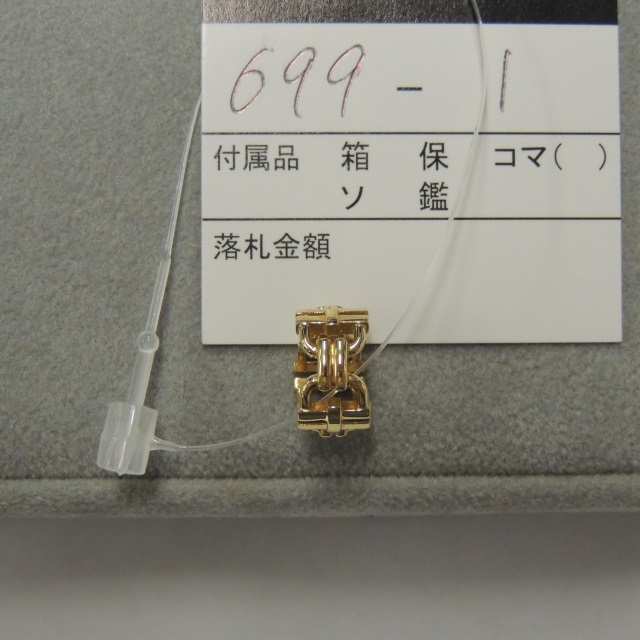 699 - 1
付属品 箱 保 コマ( )
ソ 鑑
落札金額